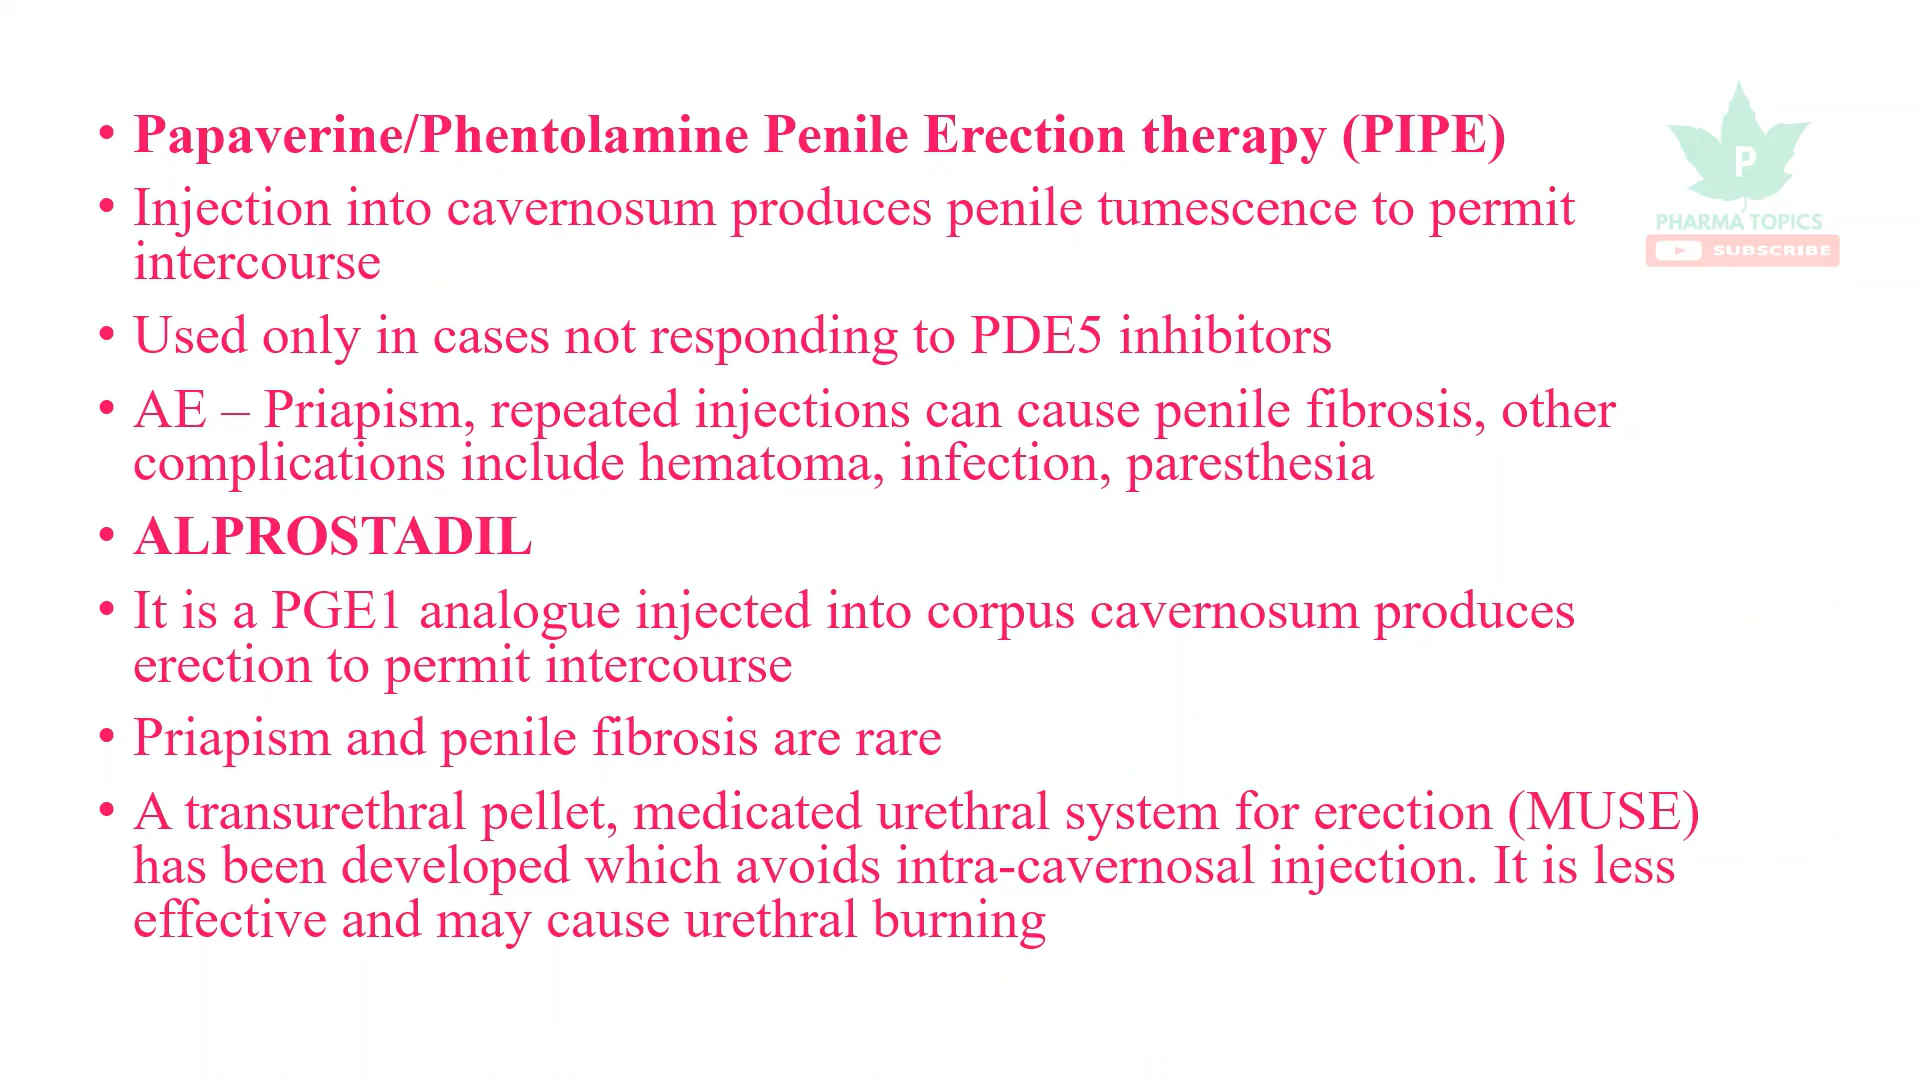 • Papaverine/Phentolamine Penile Erection therapy (PIPE)
• Injection into cavernosum produces penile tumescence to permit
intercourse
• Used only in cases not responding to PDE5 inhibitors
• AE – Priapism, repeated injections can cause penile fibrosis, other
complications include hematoma, infection, paresthesia
• ALPROSTADIL
• It is a PGE1 analogue injected into corpus cavernosum produces
erection to permit intercourse
• Priapism and penile fibrosis are rare
• A transurethral pellet, medicated urethral system for erection (MUSE)
has been developed which avoids intra-cavernosal injection. It is less
effective and may cause urethral burning
P
PHARMA TOPICS
SUBSCRIBE